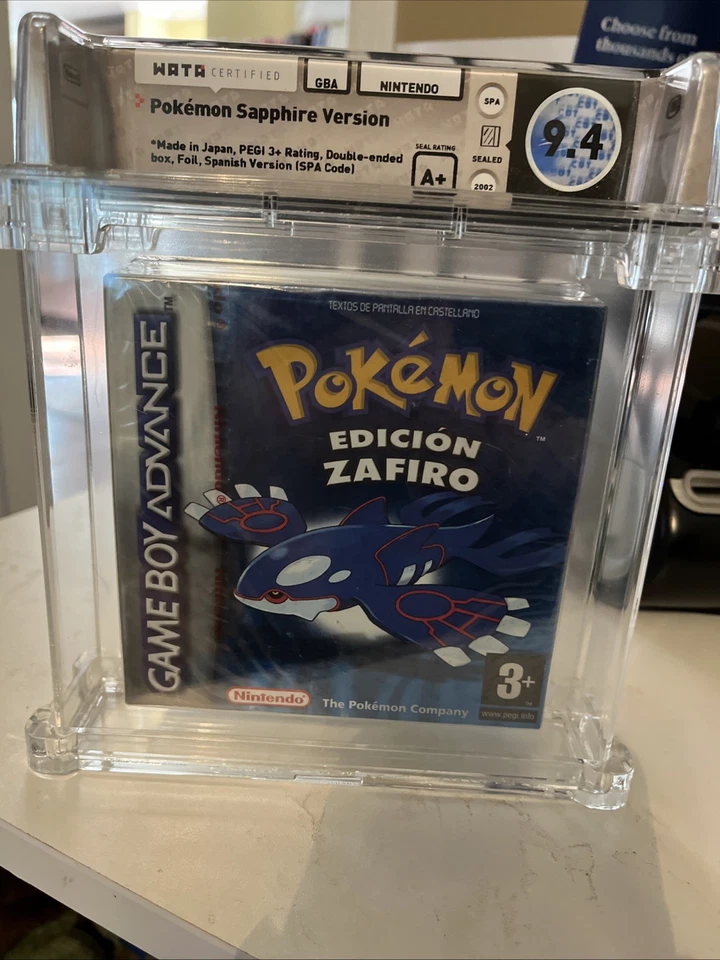 Choose from
thousands
WATA CERTIFIED
GBA
NINTENDO
Pokémon Sapphire Version
*Made in Japan, PEGI 3+ Rating, Double-ended
box, Foil, Spanish Version (SPA Code)
SEAL RATING
A+
SPA
SEALED
2002
9.4
TEXTOS DE PANTALLA EN CASTELLANO
GAME BOY ADVANCE™
POKÉMON™
EDICIÓN
ZAFIRO
3+
www.pegi.info
Nintendo®
The Pokémon Company